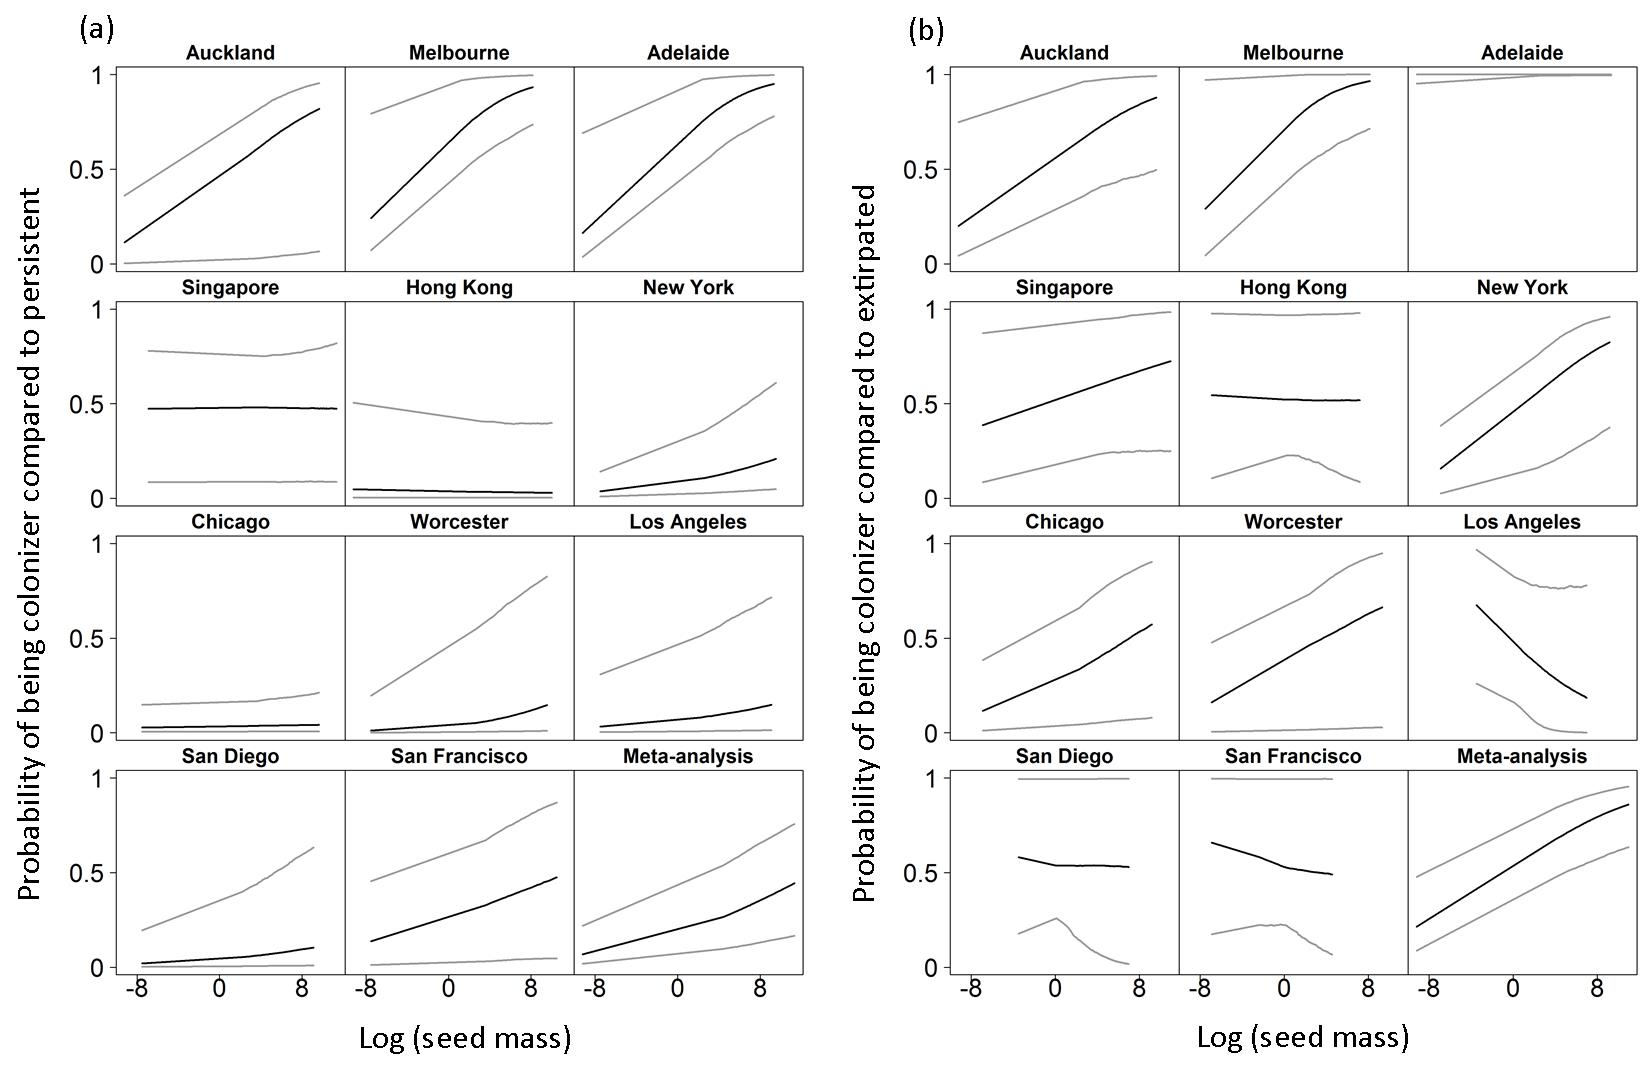 (a)
Auckland Melbourne Adelaide
1
0.5
0
Singapore Hong Kong New York
1
0.5
0
Chicago Worcester Los Angeles
1
0.5
0
San Diego San Francisco Meta-analysis
1
0.5
0
-8 0 8 -8 0 8 -8 0 8
Log (seed mass)
Probability of being colonizer compared to persistent
(b)
Auckland Melbourne Adelaide
1
0.5
0
Singapore Hong Kong New York
1
0.5
0
Chicago Worcester Los Angeles
1
0.5
0
San Diego San Francisco Meta-analysis
1
0.5
0
-8 0 8 -8 0 8 -8 0 8
Log (seed mass)
Probability of being colonizer compared to extirpated